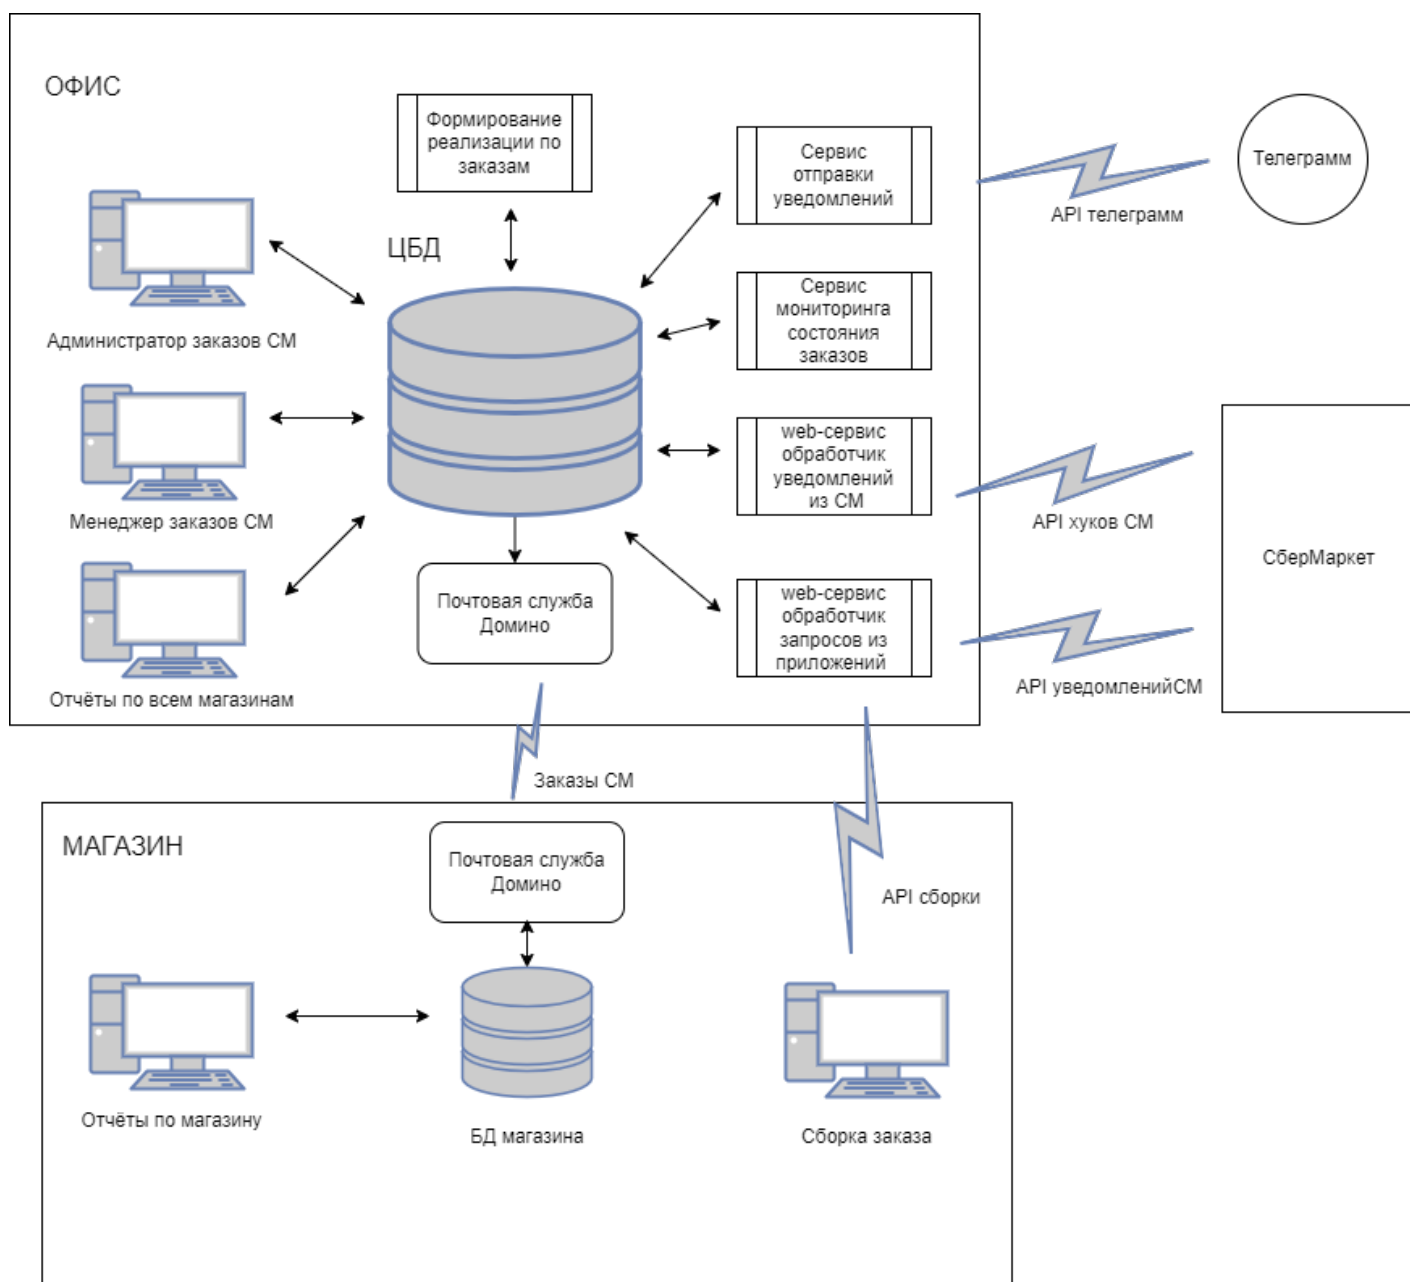 ОФИС
Формирование
реализации по
заказам
Сервис
отправки
уведомлений
Телеграмм
API телеграмм
ЦБД
Сервис
мониторинга
состояния
заказов
Администратор заказов СМ
web-сервис
обработчик
уведомлений
из СМ
Менеджер заказов СМ
API хуков СМ
СберМаркет
Почтовая служба
Домино
web-сервис
обработчик
запросов из
приложений
Отчёты по всем магазинам
API уведомленийСМ
Заказы СМ
МАГАЗИН
Почтовая служба
Домино
API сборки
Отчёты по магазину
БД магазина
Сборка заказа